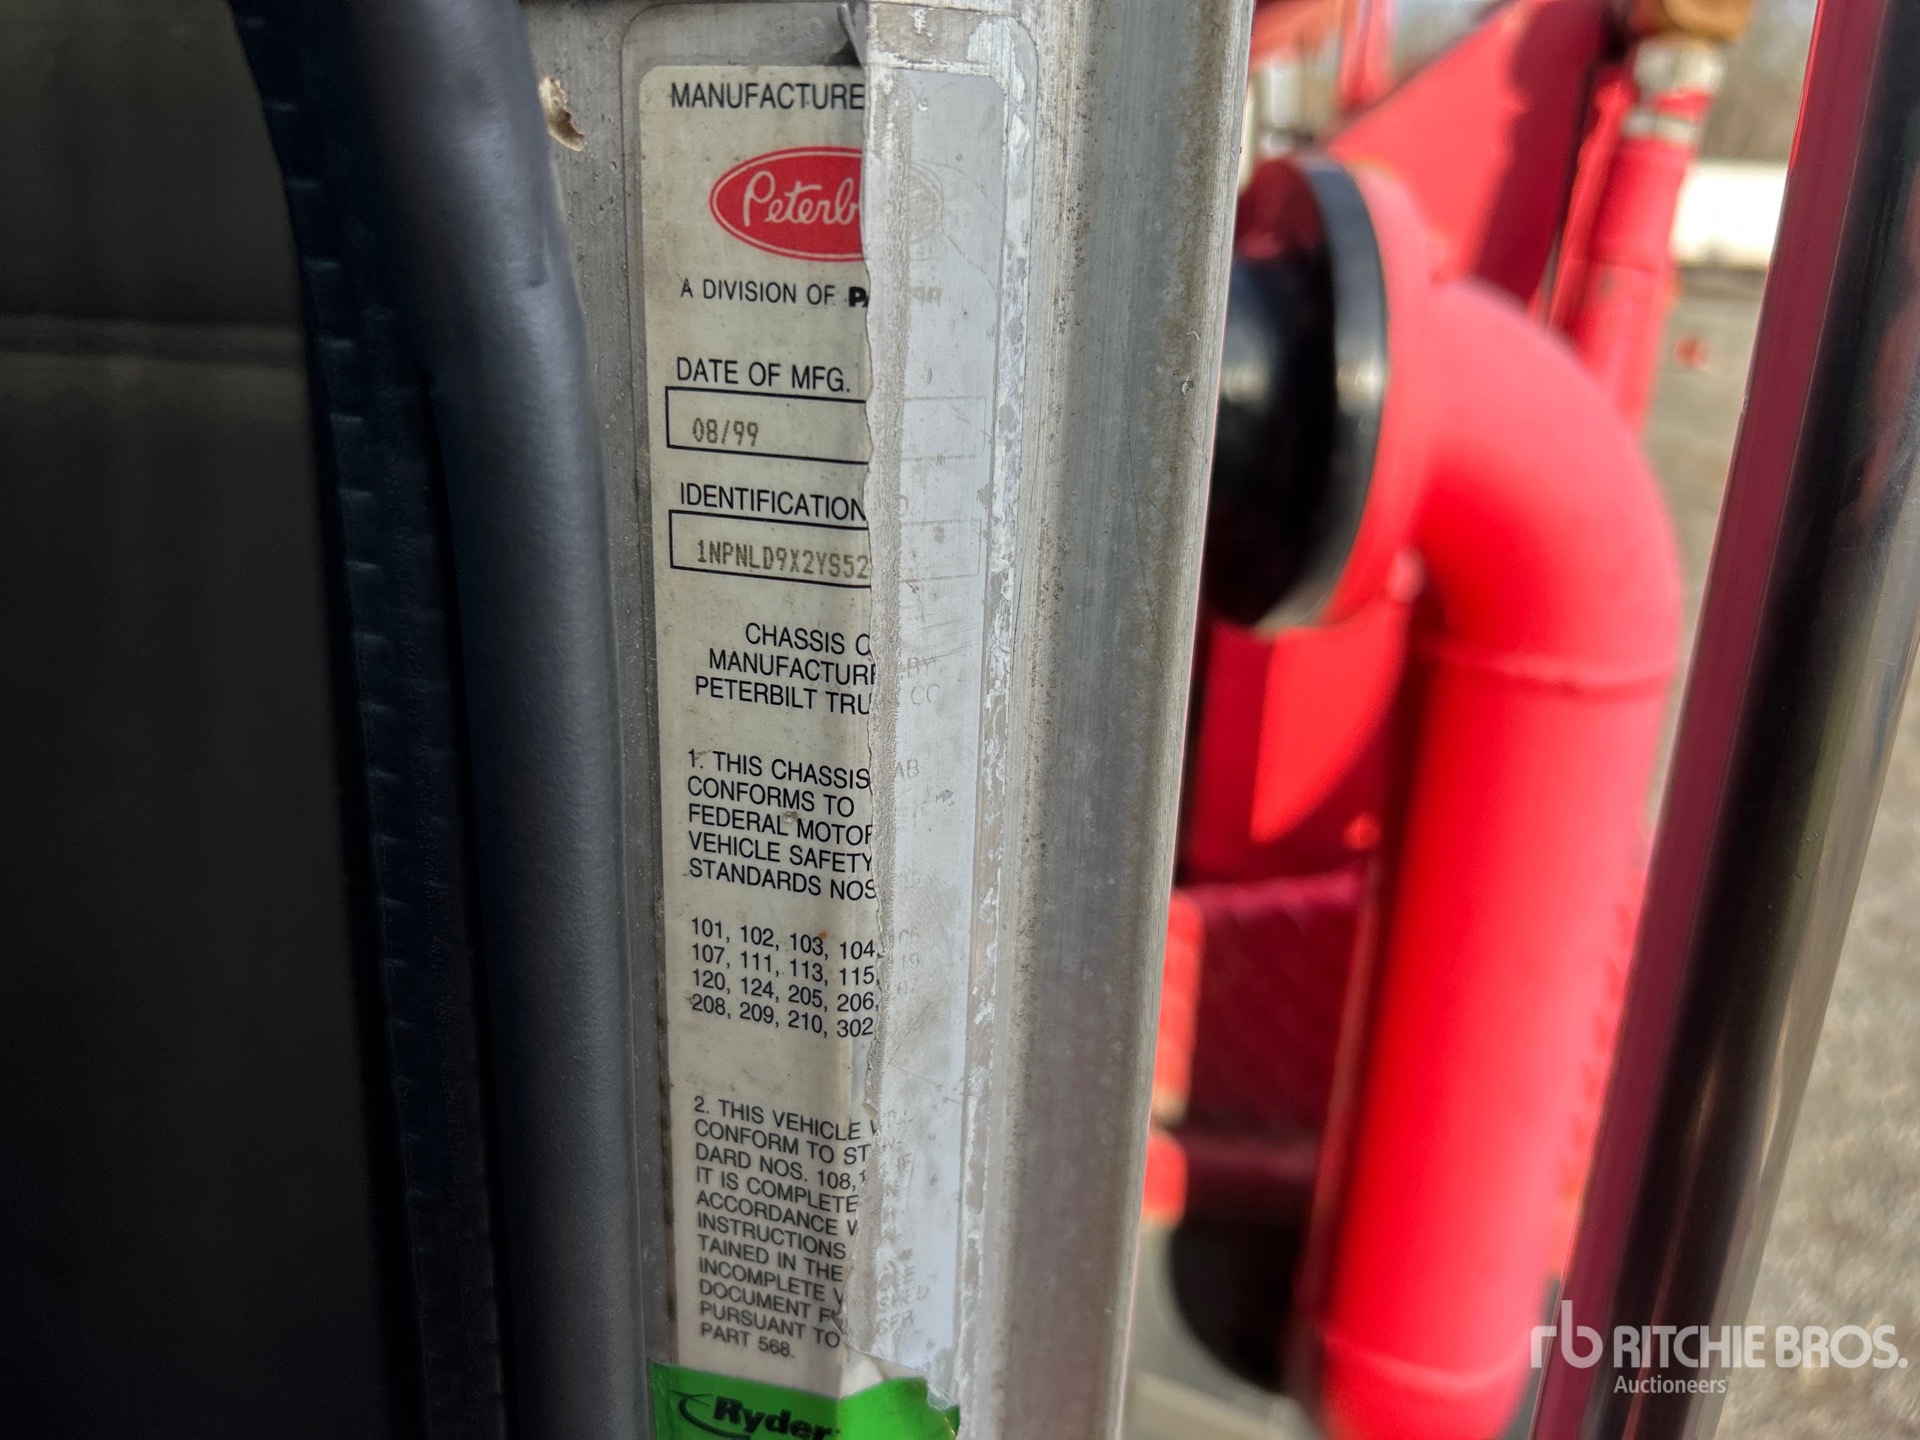 MANUFACTURE
Peterb
A DIVISION OF PA
DATE OF MFG.
08/99
IDENTIFICATION
1NPNLD9X2YS52
CHASSIS C
MANUFACTUR
PETERBILT TRU
1. THIS CHASSIS
CONFORMS TO
FEDERAL MOTOR
VEHICLE SAFETY
STANDARDS NOS
101, 102, 103, 104,
107, 111, 113, 115,
120, 124, 205, 206,
208, 209, 210, 302
2. THIS VEHICLE W
CONFORM TO ST
DARD NOS. 108,
IT IS COMPLETE
ACCORDANCE W
INSTRUCTIONS
TAINED IN THE
INCOMPLETE V
DOCUMENT F
PURSUANT TO
PART 568.
Ryder
rb RITCHIE BROS.
Auctioneers